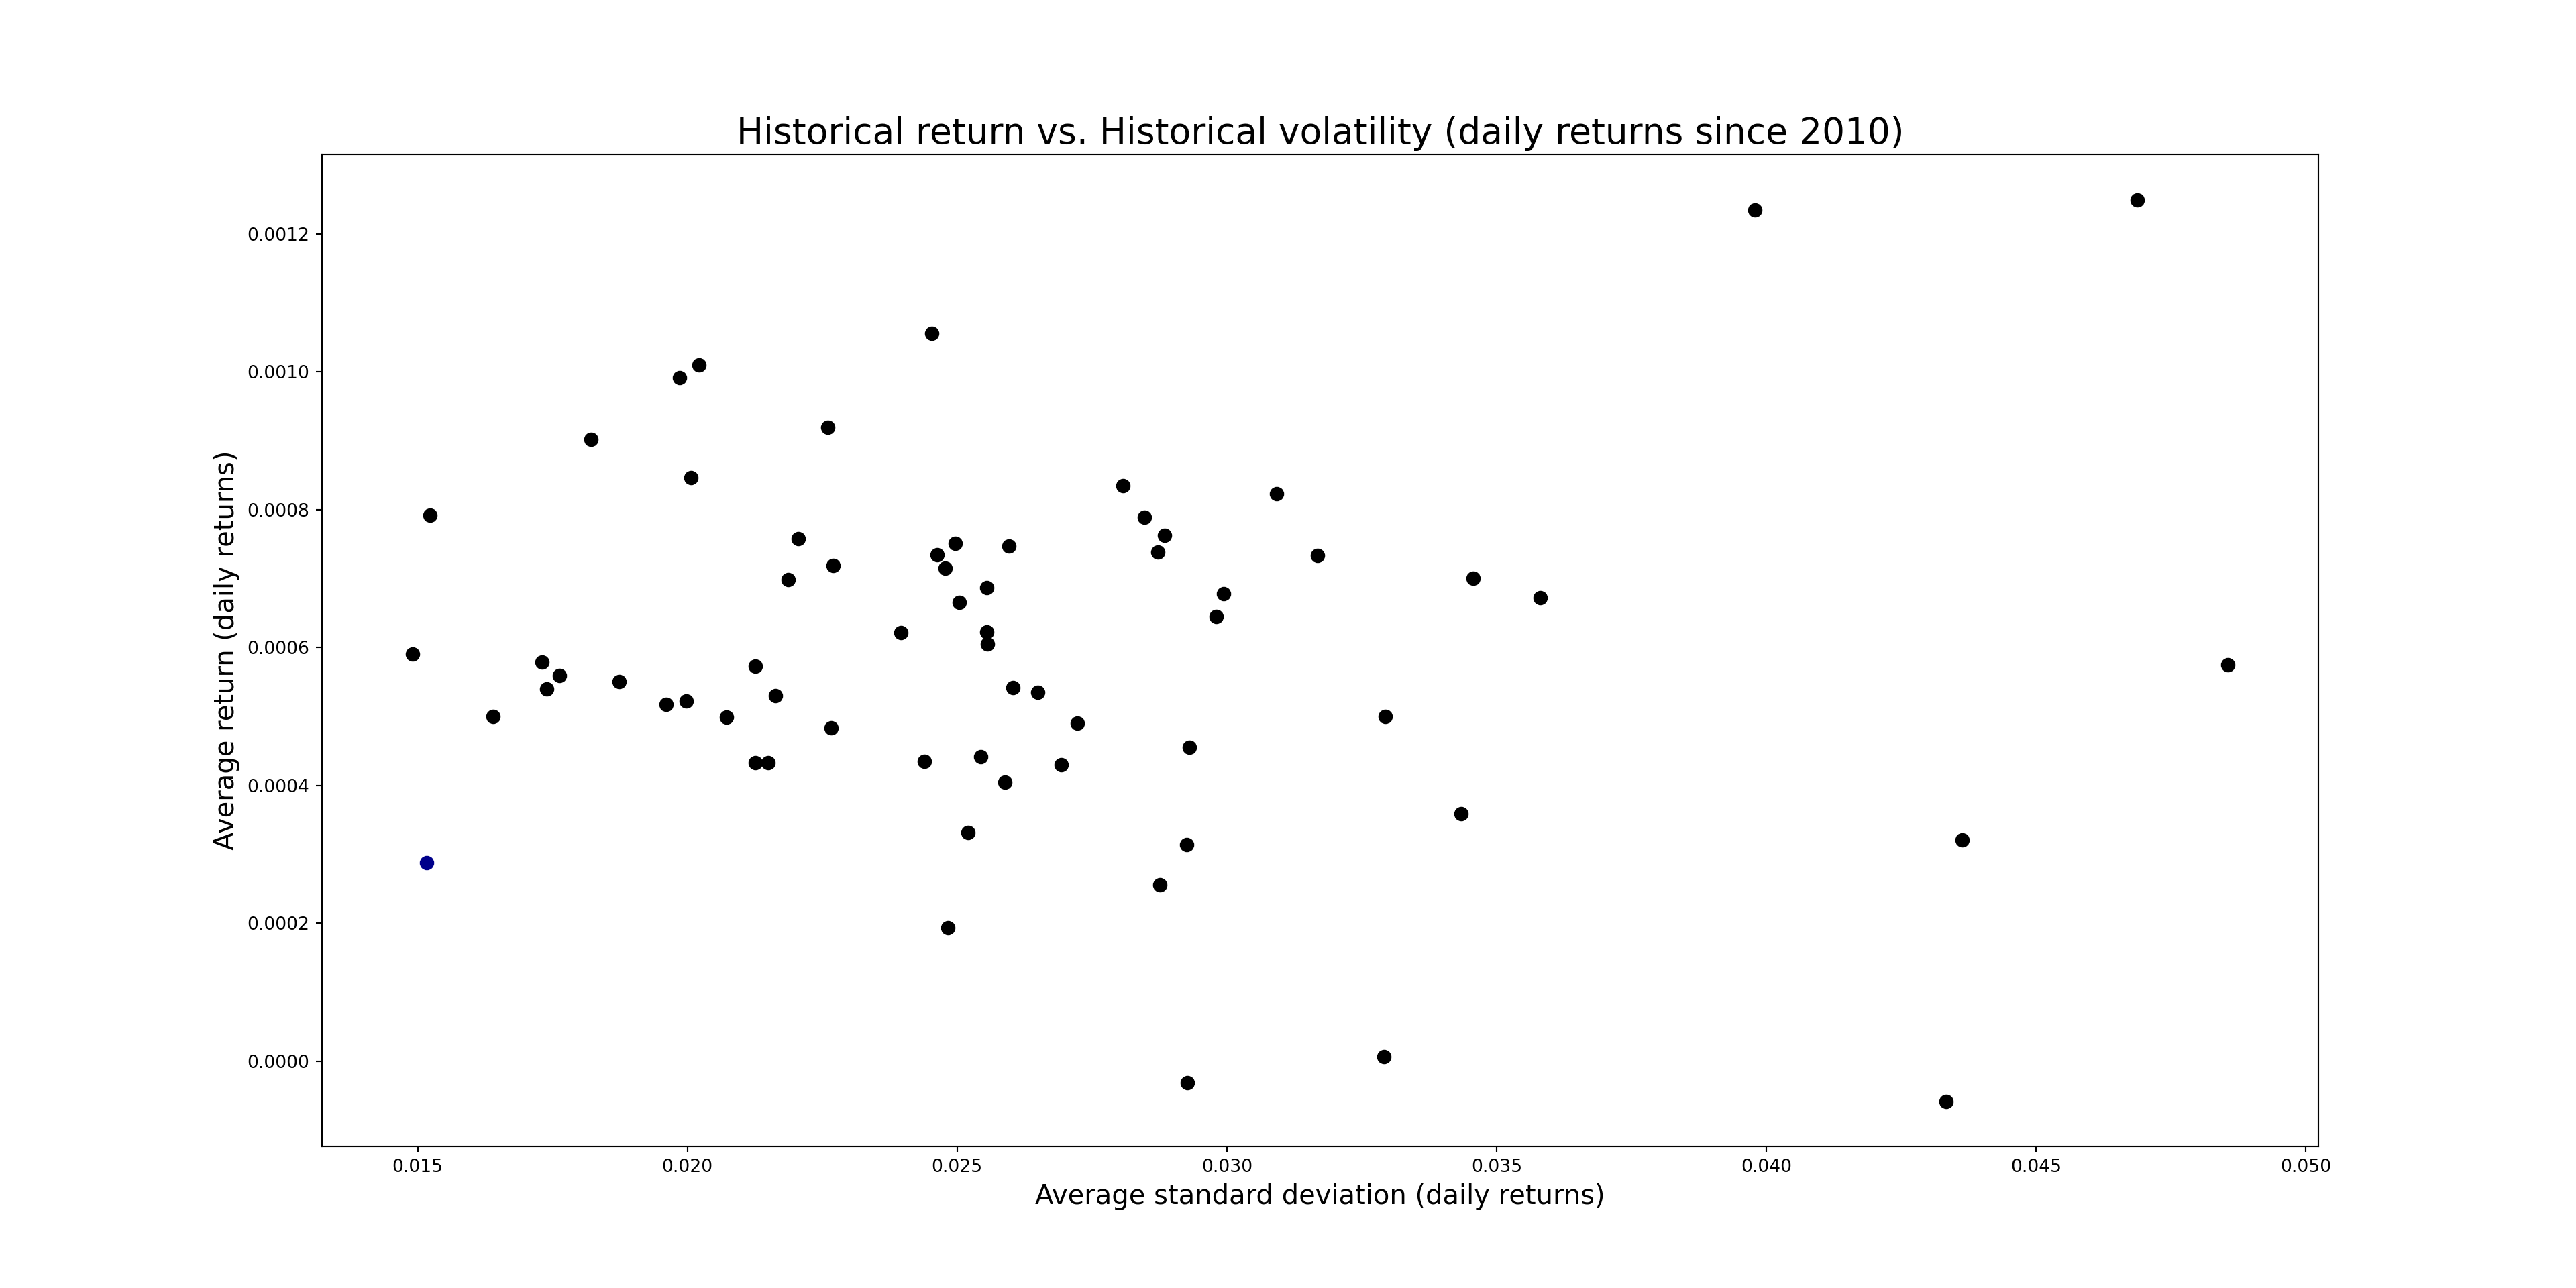 Historical return vs. Historical volatility (daily returns since 2010)
Average return (daily returns)
0.0012
0.0010
0.0008
0.0006
0.0004
0.0002
0.0000
0.015 0.020 0.025 0.030 0.035 0.040 0.045 0.050
Average standard deviation (daily returns)